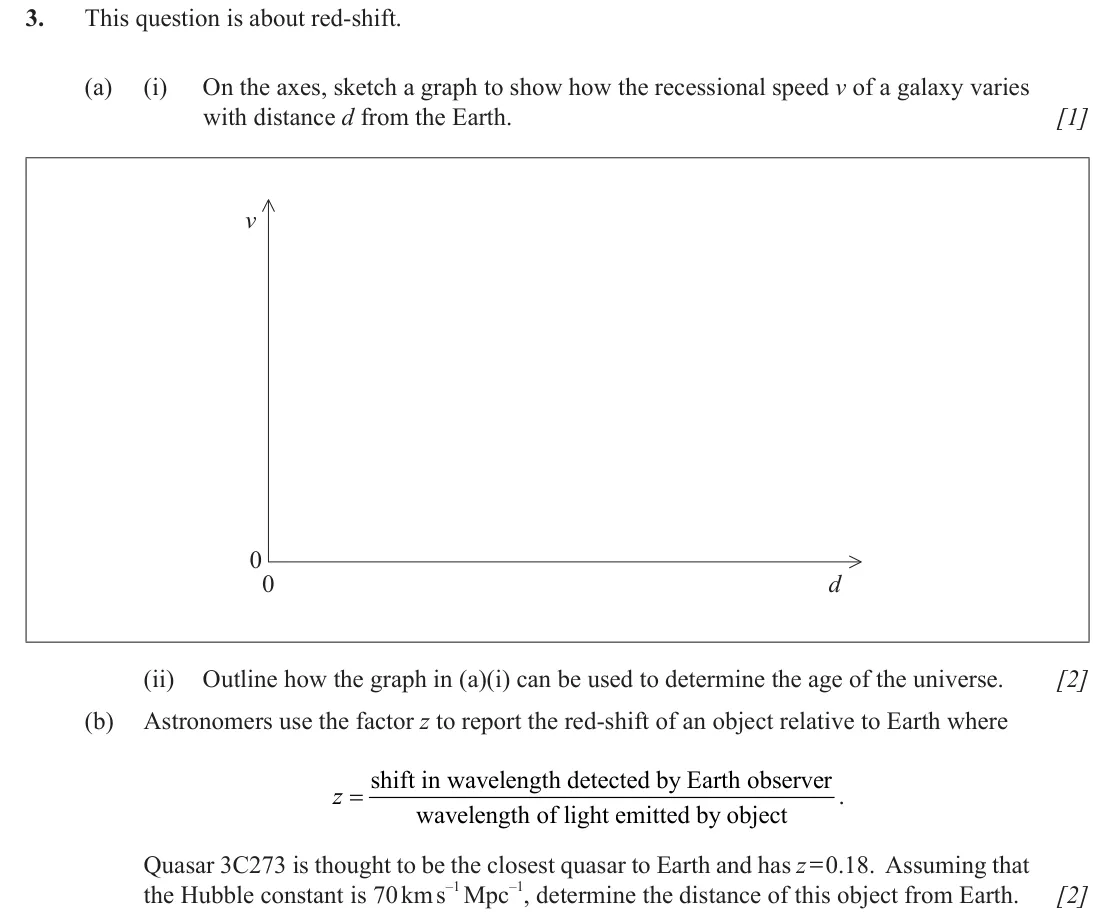 3. This question is about red-shift.
(a) (i) On the axes, sketch a graph to show how the recessional speed v of a galaxy varies
with distance d from the Earth. [1]
v
0
0 d
(ii) Outline how the graph in (a)(i) can be used to determine the age of the universe. [2]
(b) Astronomers use the factor z to report the red-shift of an object relative to Earth where
z = shift in wavelength detected by Earth observer
wavelength of light emitted by object .
Quasar 3C273 is thought to be the closest quasar to Earth and has z=0.18. Assuming that
the Hubble constant is 70 km s⁻¹ Mpc⁻¹, determine the distance of this object from Earth. [2]